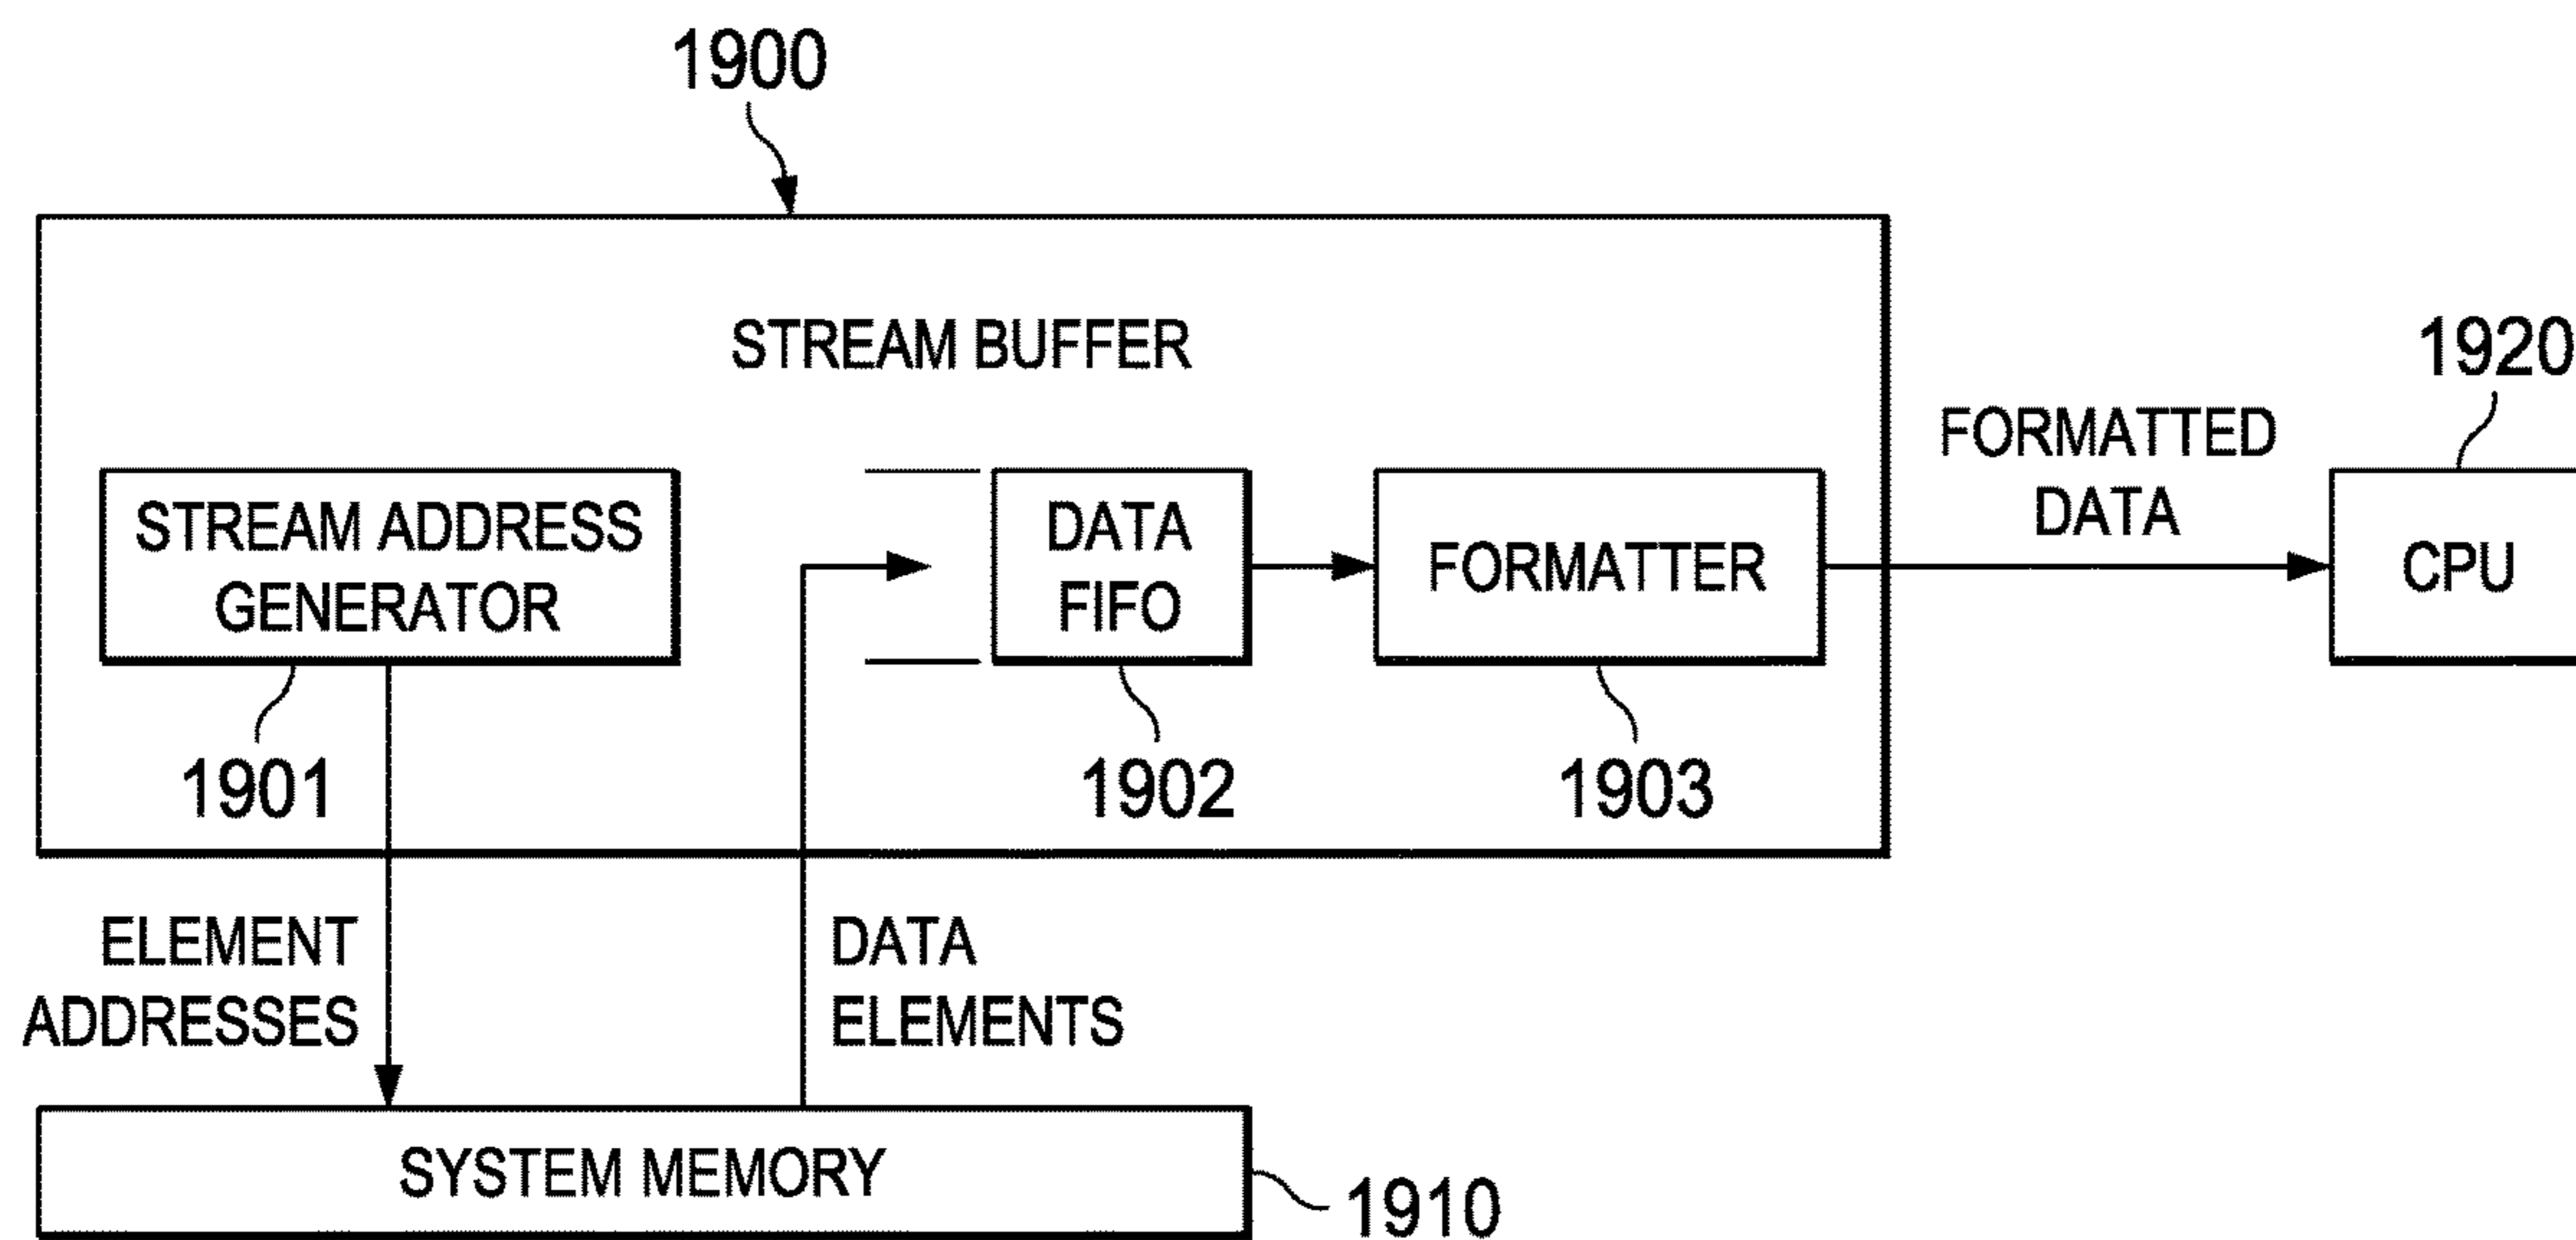 1900
STREAM BUFFER
1920
FORMATTED
DATA
STREAM ADDRESS
GENERATOR
DATA
FIFO
FORMATTER
CPU
1901
1902
1903
ELEMENT
ADDRESSES
DATA
ELEMENTS
SYSTEM MEMORY
1910